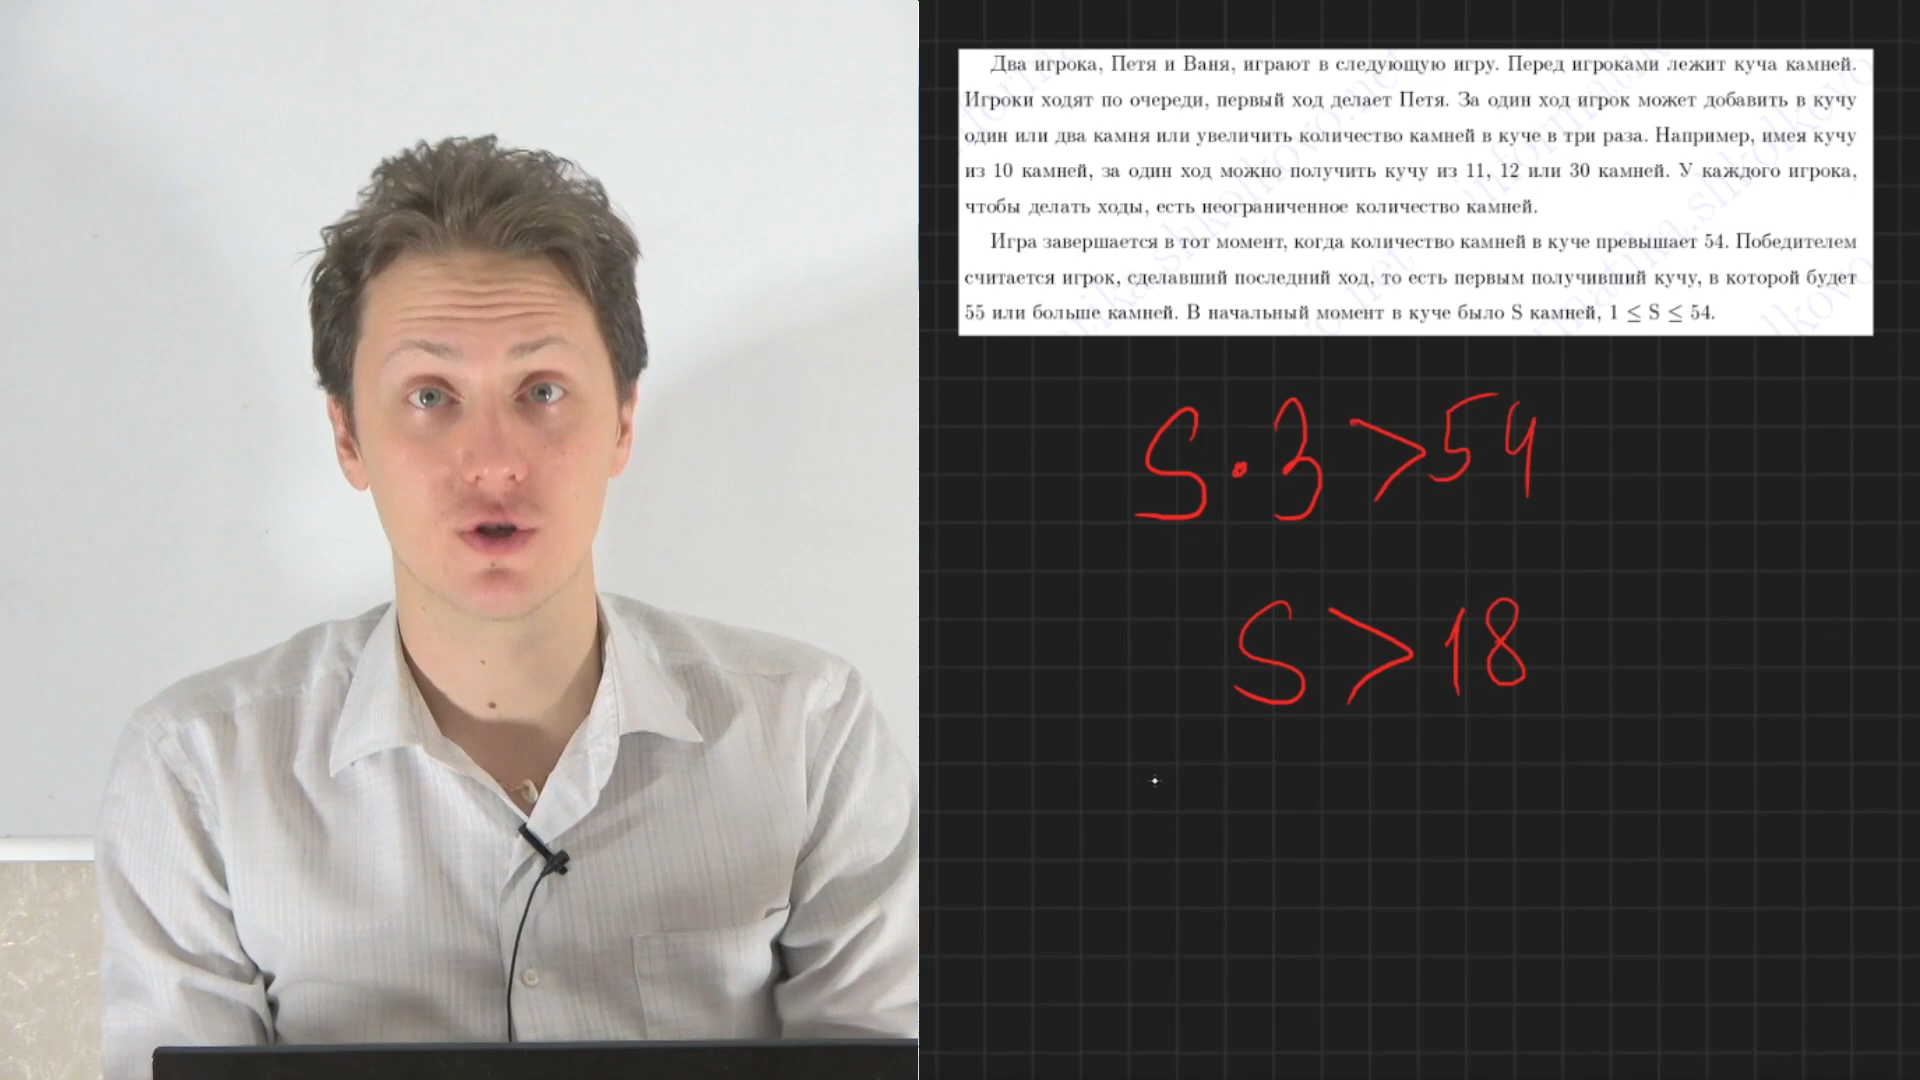 Два игрока, Петя и Ваня, играют в следующую игру. Перед игроками лежит куча камней.
Игроки ходят по очереди, первый ход делает Петя. За один ход игрок может добавить в кучу
один или два камня или увеличить количество камней в куче в три раза. Например, имея кучу
из 10 камней, за один ход можно получить кучу из 11, 12 или 30 камней. У каждого игрока,
чтобы делать ходы, есть неограниченное количество камней.
Игра завершается в тот момент, когда количество камней в куче превышает 54. Победителем
считается игрок, сделавший последний ход, то есть первым получивший кучу, в которой будет
55 или больше камней. В начальный момент в куче было S камней, 1 ≤ S ≤ 54.
S·3>54
S>18